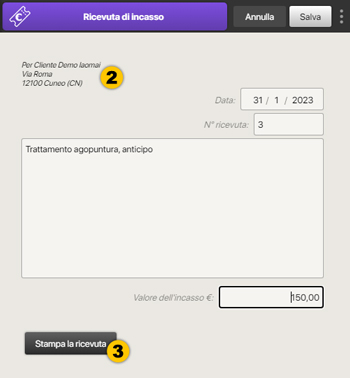 C
Ricevuta di incasso
Annulla
Salva
Per Cliente Demo Iaomai
Via Roma
12100 Cuneo (CN)
2
Data: 31 / 1 / 2023
N° ricevuta: 3
Trattamento agopuntura, anticipo
Valore dell'incasso €: 150,00
Stampa la ricevuta
3